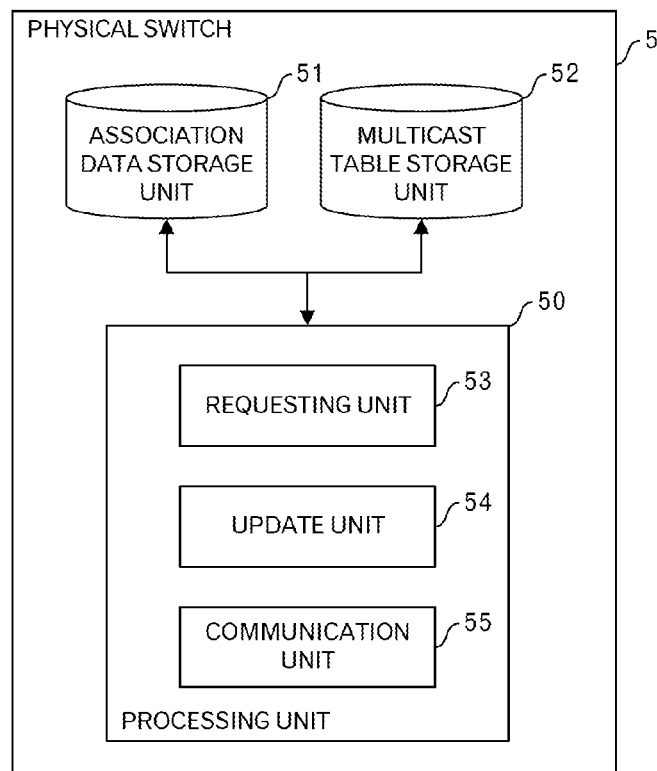 PHYSICAL SWITCH
5
51
52
ASSOCIATION
DATA STORAGE
UNIT
MULTICAST
TABLE STORAGE
UNIT
50
53
REQUESTING UNIT
54
UPDATE UNIT
55
COMMUNICATION
UNIT
PROCESSING UNIT